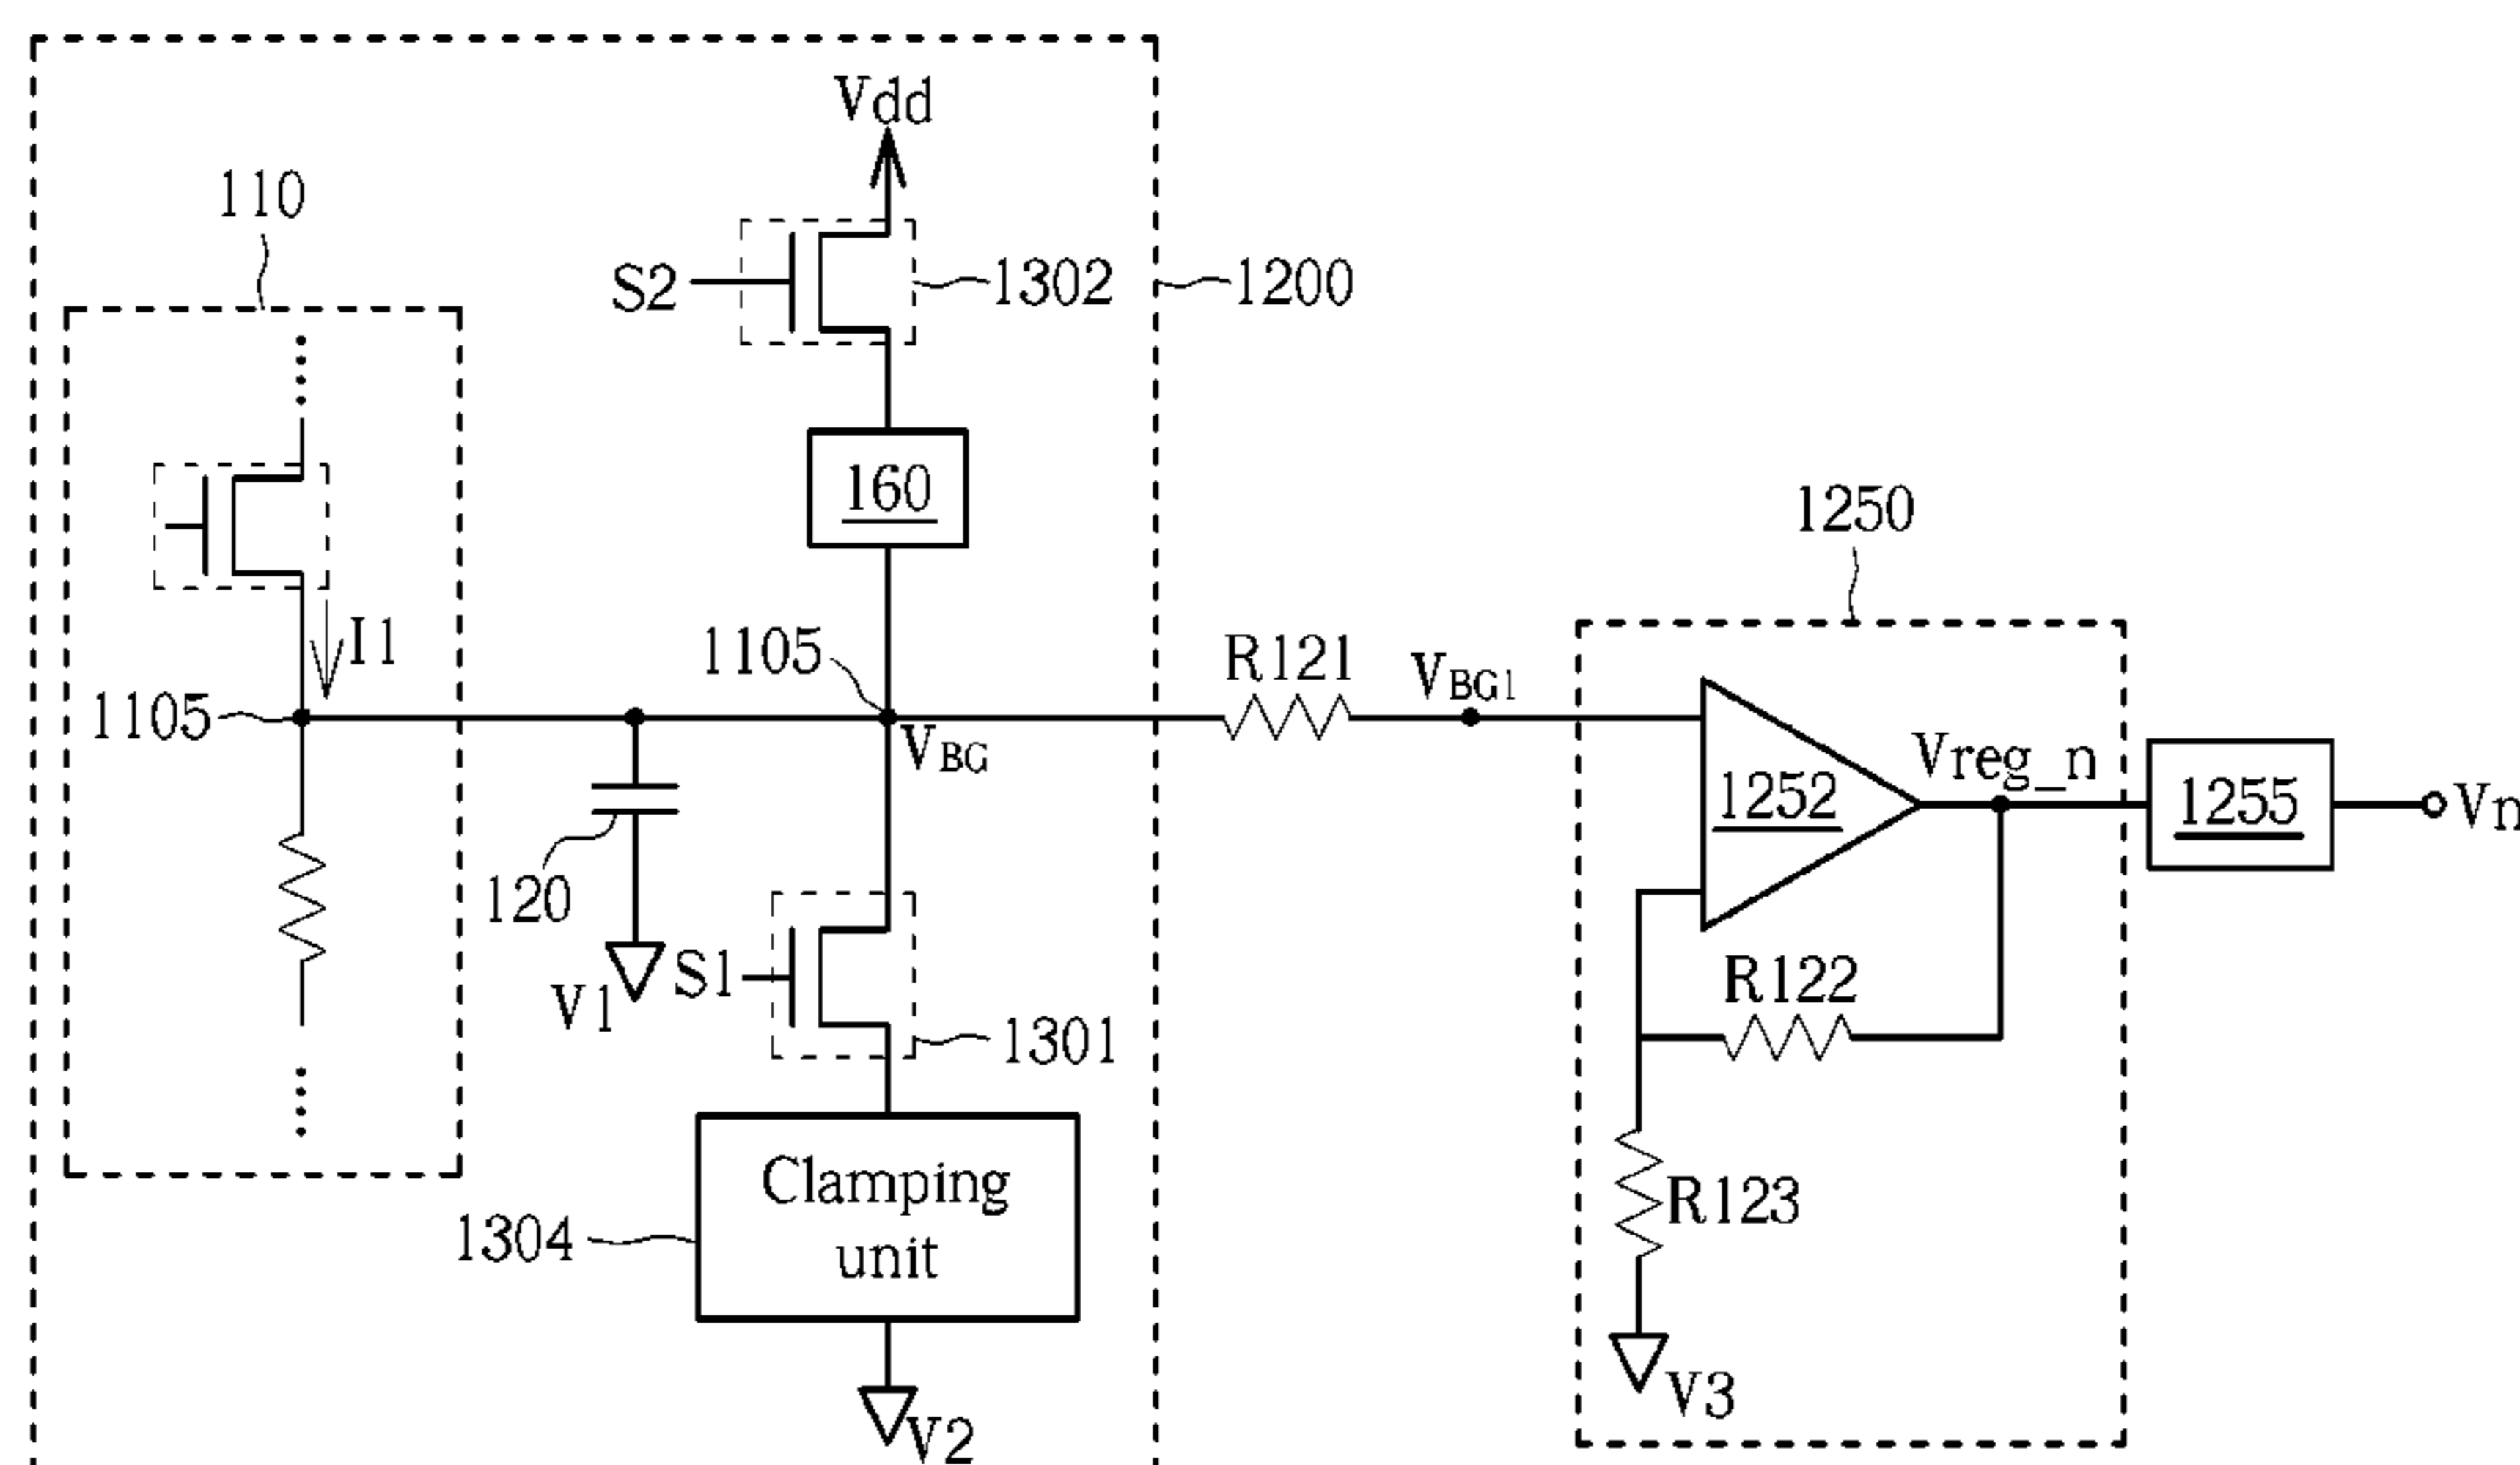 Vdd
110
S2
1302
1200
160
1250
I1
1105
R121
VBG1
1105
VBG
Vreg_n
1252
1255
Vn
120
S1
V1
R122
1301
Clamping
unit
R123
1304
V3
V2